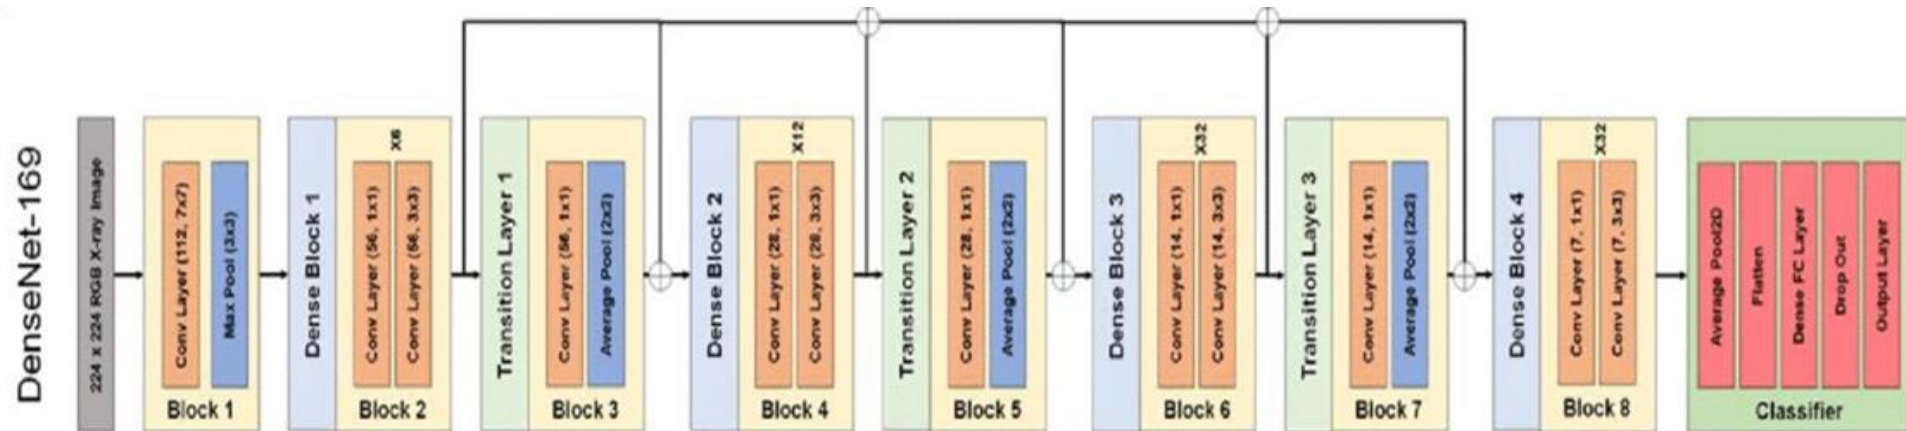 DenseNet-169
224 x 224 RGB X-ray Image
Conv Layer (112, 7x7)
Max Pool (3x3)
Block 1
Dense Block 1
X6
Conv Layer (56, 1x1)
Conv Layer (56, 3x3)
Block 2
Transition Layer 1
Conv Layer (56, 1x1)
Average Pool (2x2)
Block 3
Dense Block 2
X12
Conv Layer (28, 1x1)
Conv Layer (28, 3x3)
Block 4
Transition Layer 2
Conv Layer (28, 1x1)
Average Pool (2x2)
Block 5
Dense Block 3
X32
Conv Layer (14, 1x1)
Conv Layer (14, 3x3)
Block 6
Transition Layer 3
Conv Layer (14, 1x1)
Average Pool (2x2)
Block 7
Dense Block 4
X32
Conv Layer (7, 1x1)
Conv Layer (7, 3x3)
Block 8
Average Pool2D
Flatten
Dense FC Layer
Drop Out
Output Layer
Classifier